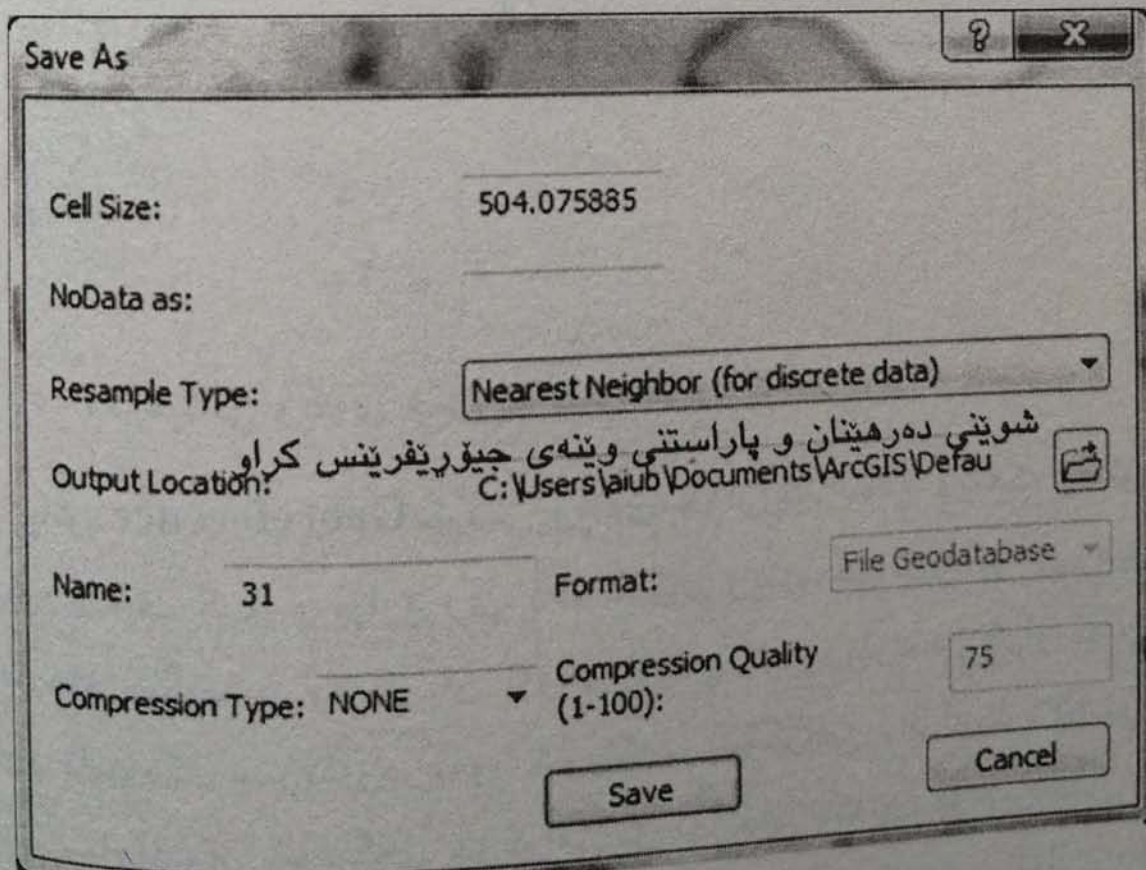 Save As
Cell Size: 504.075885
NoData as:
Resample Type: Nearest Neighbor (for discrete data)
شوێنی دەرهێنان و پاراستنی وێنەی جیۆڕێفرێنس کراو
Output Location: C:\Users\aiub\Documents\ArcGIS\Defau
Name: 31 Format: File Geodatabase
Compression Type: NONE Compression Quality (1-100): 75
Save Cancel